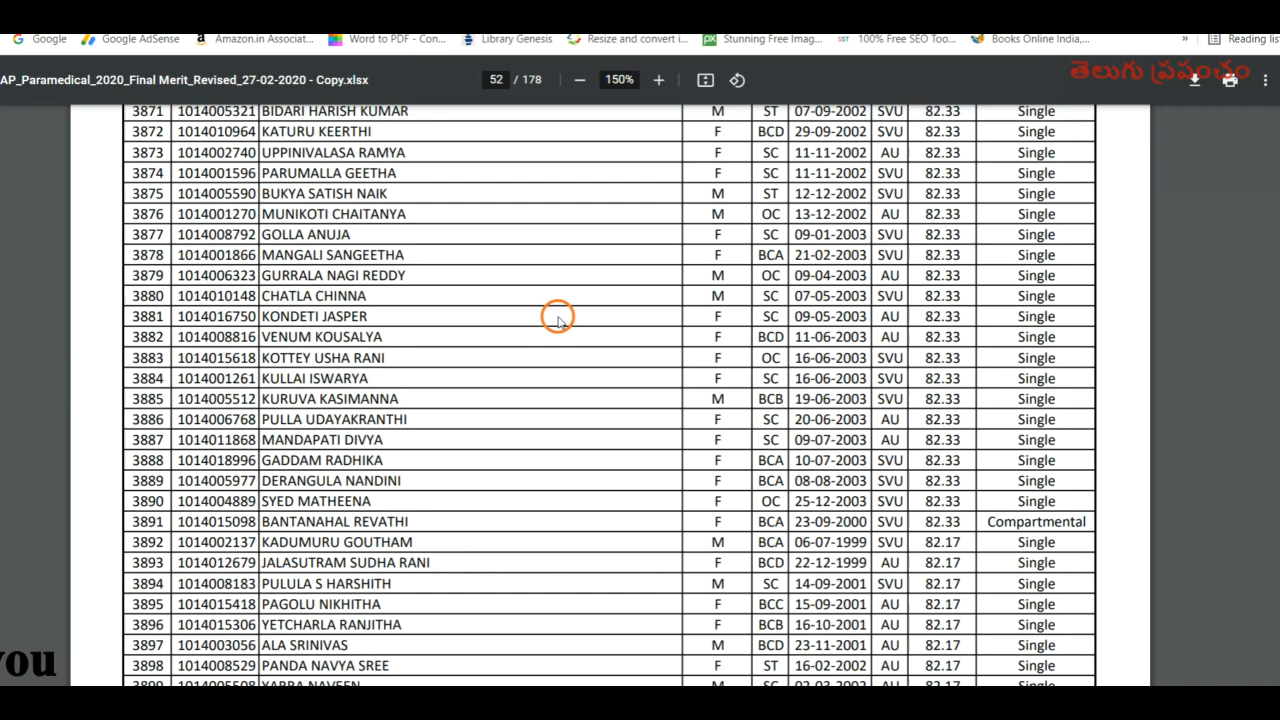 Google Google AdSense Amazon.in Associat... Word to PDF - Con... Library Genesis Resize and convert i... Stunning Free Imag... SST 100% Free SEO Too... Books Online India,... » Reading list
AP_Paramedical_2020_Final Merit_Revised_27-02-2020 - Copy.xlsx 52 / 178 — 150% + తెలుగు ప్రపంచం
3871 1014005321 BIDARI HARISH KUMAR M ST 07-09-2002 SVU 82.33 Single
3872 1014010964 KATURU KEERTHI F BCD 29-09-2002 SVU 82.33 Single
3873 1014002740 UPPINIVALASA RAMYA F SC 11-11-2002 AU 82.33 Single
3874 1014001596 PARUMALLA GEETHA F SC 11-11-2002 SVU 82.33 Single
3875 1014005590 BUKYA SATISH NAIK M ST 12-12-2002 SVU 82.33 Single
3876 1014001270 MUNIKOTI CHAITANYA M OC 13-12-2002 AU 82.33 Single
3877 1014008792 GOLLA ANUJA F SC 09-01-2003 SVU 82.33 Single
3878 1014001866 MANGALI SANGEETHA F BCA 21-02-2003 SVU 82.33 Single
3879 1014006323 GURRALA NAGI REDDY M OC 09-04-2003 AU 82.33 Single
3880 1014010148 CHATLA CHINNA M SC 07-05-2003 SVU 82.33 Single
3881 1014016750 KONDETI JASPER F SC 09-05-2003 AU 82.33 Single
3882 1014008816 VENUM KOUSALYA F BCD 11-06-2003 AU 82.33 Single
3883 1014015618 KOTTEY USHA RANI F OC 16-06-2003 SVU 82.33 Single
3884 1014001261 KULLAI ISWARYA F SC 16-06-2003 SVU 82.33 Single
3885 1014005512 KURUVA KASIMANNA M BCB 19-06-2003 SVU 82.33 Single
3886 1014006768 PULLA UDAYAKRANTHI F SC 20-06-2003 AU 82.33 Single
3887 1014011868 MANDAPATI DIVYA F SC 09-07-2003 AU 82.33 Single
3888 1014018996 GADDAM RADHIKA F BCA 10-07-2003 SVU 82.33 Single
3889 1014005977 DERANGULA NANDINI F BCA 08-08-2003 SVU 82.33 Single
3890 1014004889 SYED MATHEENA F OC 25-12-2003 SVU 82.33 Single
3891 1014015098 BANTANAHAL REVATHI F BCA 23-09-2000 SVU 82.33 Compartmental
3892 1014002137 KADUMURU GOUTHAM M BCA 06-07-1999 SVU 82.17 Single
3893 1014012679 JALASUTRAM SUDHA RANI F BCD 22-12-1999 AU 82.17 Single
3894 1014008183 PULULA S HARSHITH M SC 14-09-2001 SVU 82.17 Single
3895 1014015418 PAGOLU NIKHITHA F BCC 15-09-2001 AU 82.17 Single
3896 1014015306 YETCHARLA RANJITHA F BCB 16-10-2001 AU 82.17 Single
3897 1014003056 ALA SRINIVAS M BCD 23-11-2001 AU 82.17 Single
3898 1014008529 PANDA NAVYA SREE F ST 16-02-2002 AU 82.17 Single
you